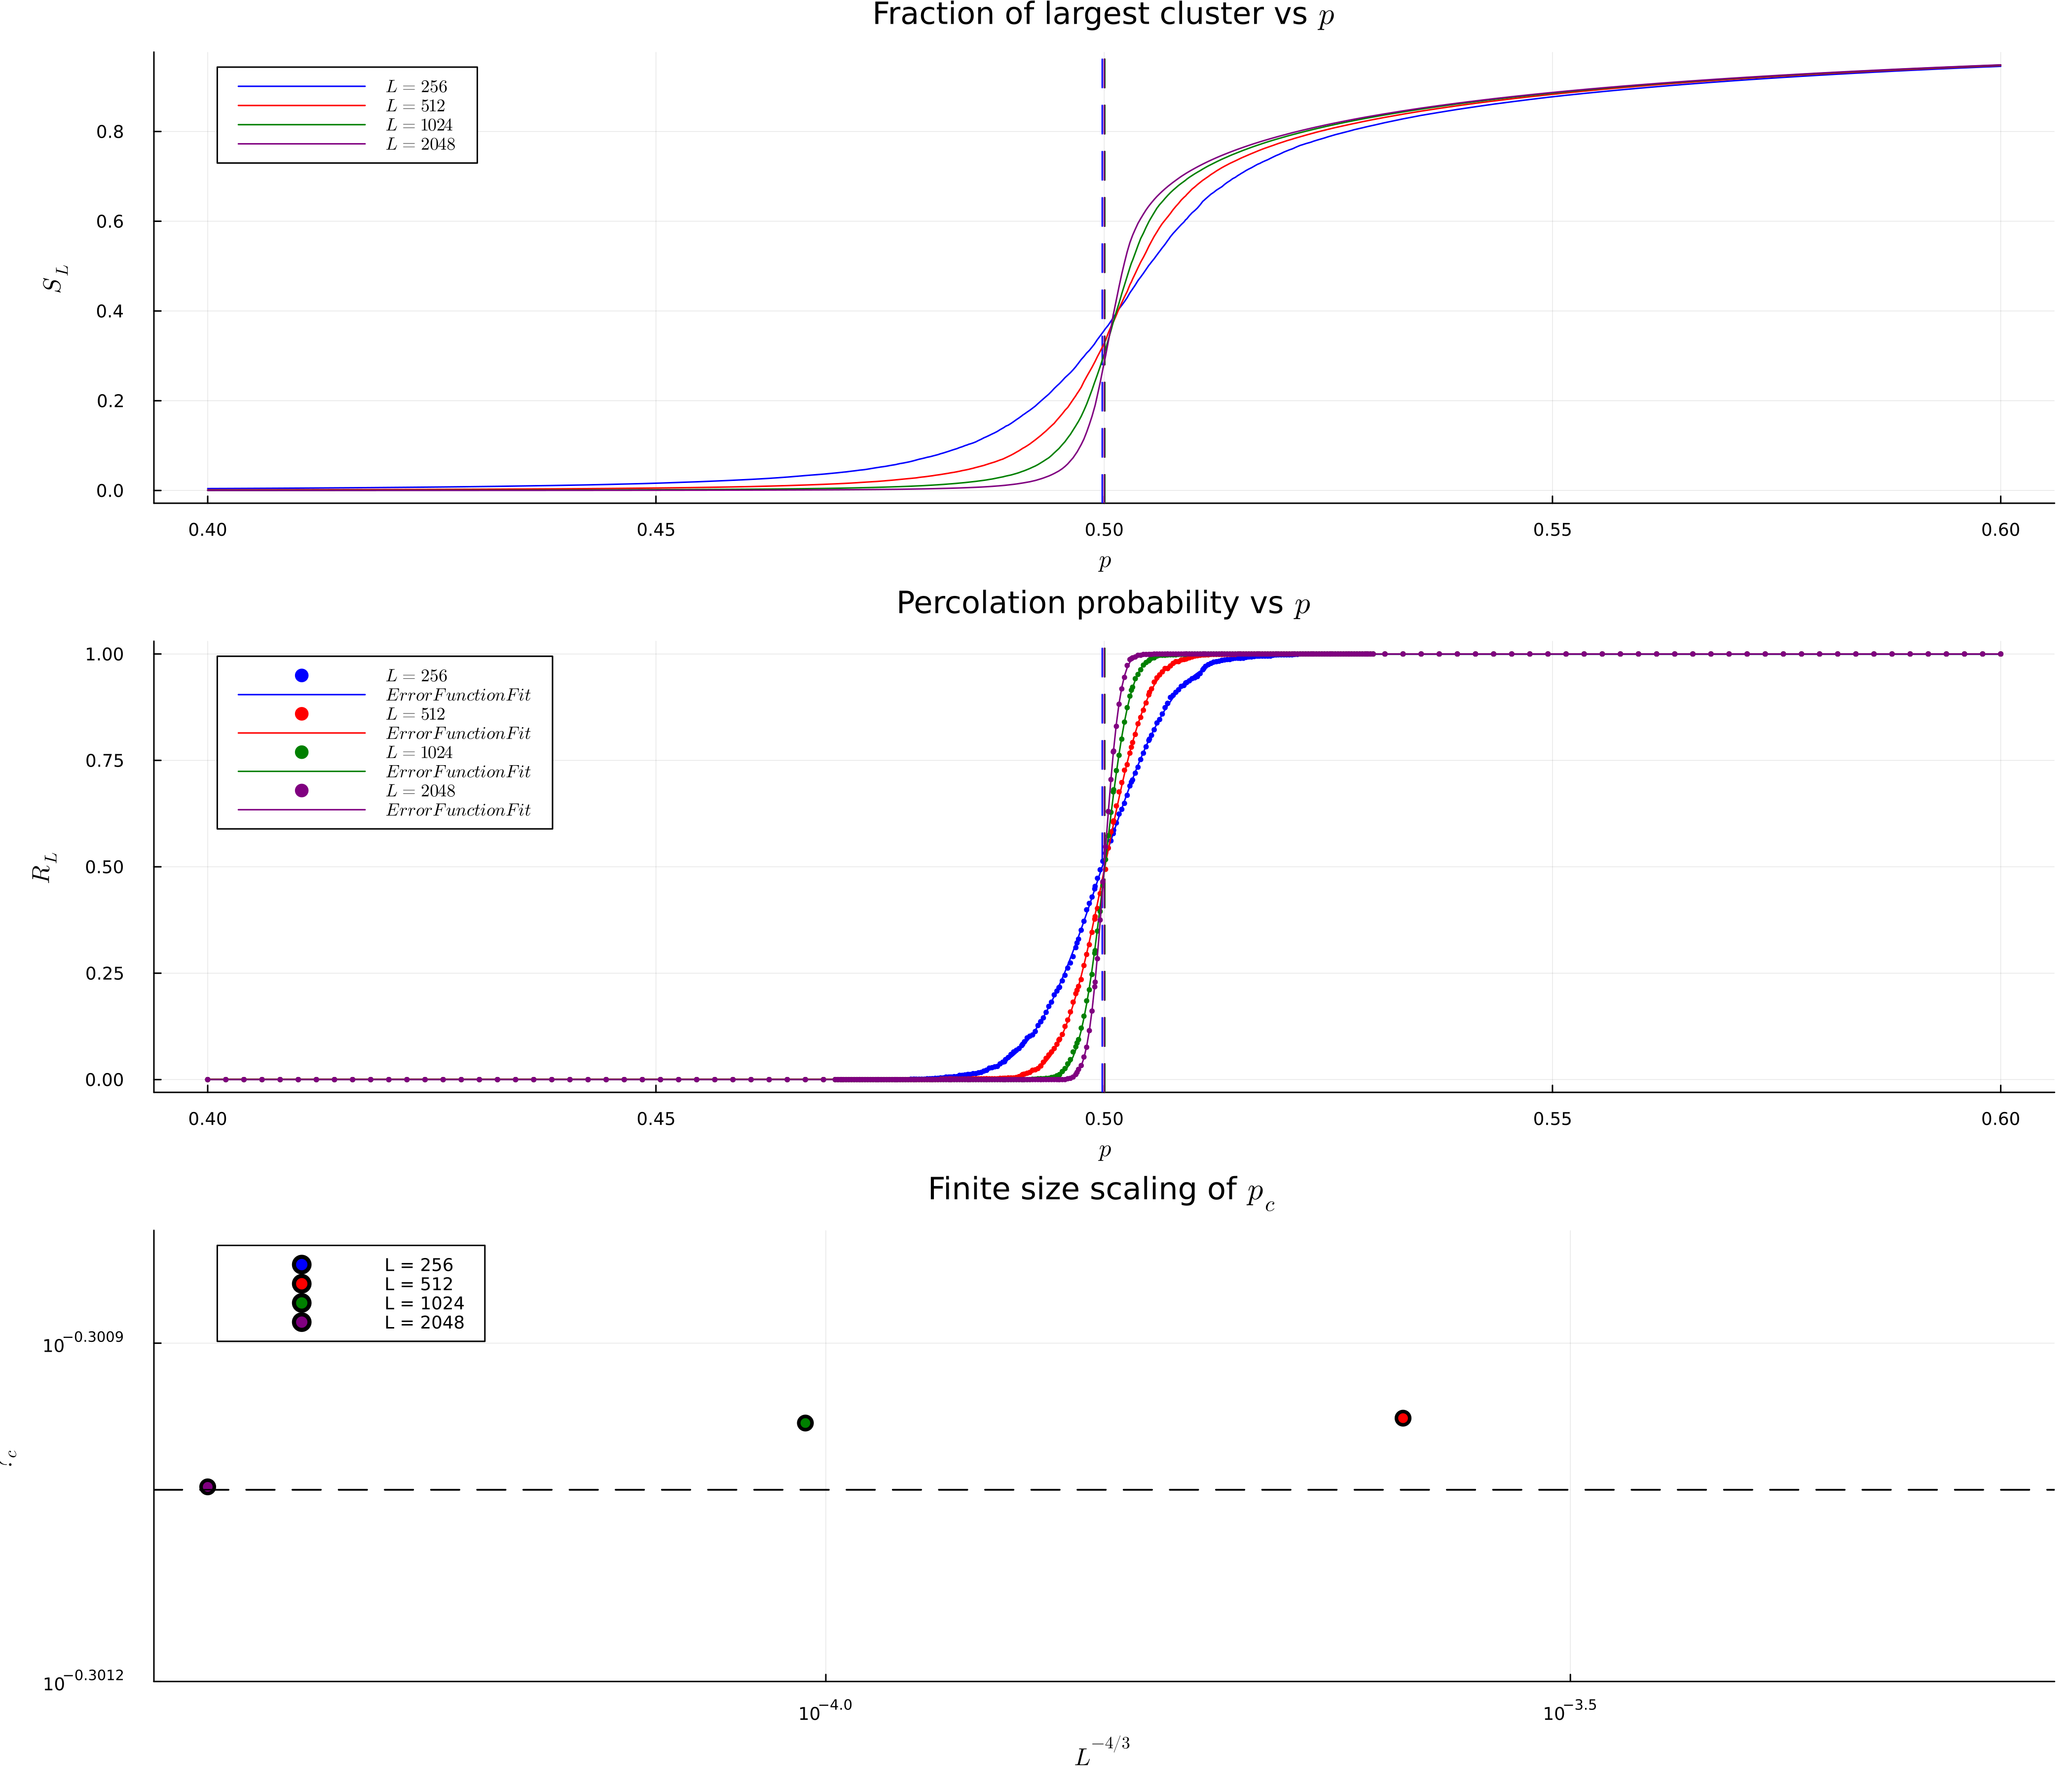 Fraction of largest cluster vs p
L = 256
L = 512
L = 1024
L = 2048
0.8
0.6
0.4
0.2
0.0
S_L
0.40 0.45 0.50 0.55 0.60
p
Percolation probability vs p
L = 256
ErrorFunctionFit
L = 512
ErrorFunctionFit
L = 1024
ErrorFunctionFit
L = 2048
ErrorFunctionFit
1.00
0.75
0.50
0.25
0.00
R_L
0.40 0.45 0.50 0.55 0.60
p
Finite size scaling of p_c
L = 256
L = 512
L = 1024
L = 2048
10^−0.3009
10^−0.3012
10^−4.0 10^−3.5
L^−4/3